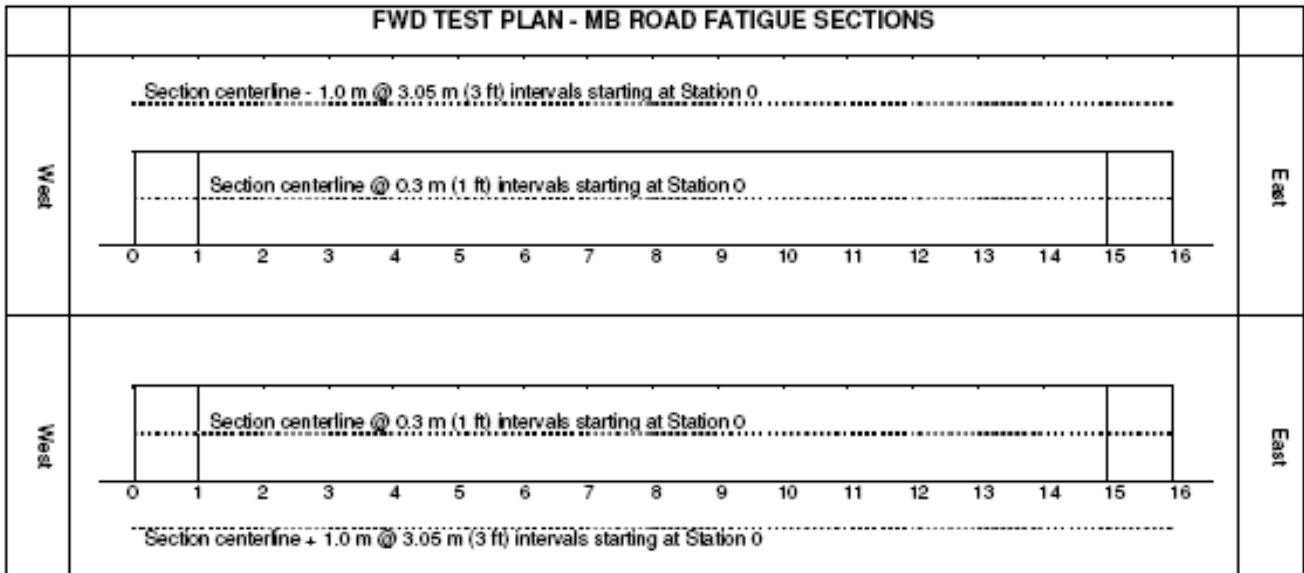 FWD TEST PLAN - MB ROAD FATIGUE SECTIONS
Section centerline - 1.0 m @ 3.05 m (3 ft) intervals starting at Station 0
West
Section centerline @ 0.3 m (1 ft) intervals starting at Station 0
East
0 1 2 3 4 5 6 7 8 9 10 11 12 13 14 15 16
West
Section centerline @ 0.3 m (1 ft) intervals starting at Station 0
East
0 1 2 3 4 5 6 7 8 9 10 11 12 13 14 15 16
Section centerline + 1.0 m @ 3.05 m (3 ft) intervals starting at Station 0